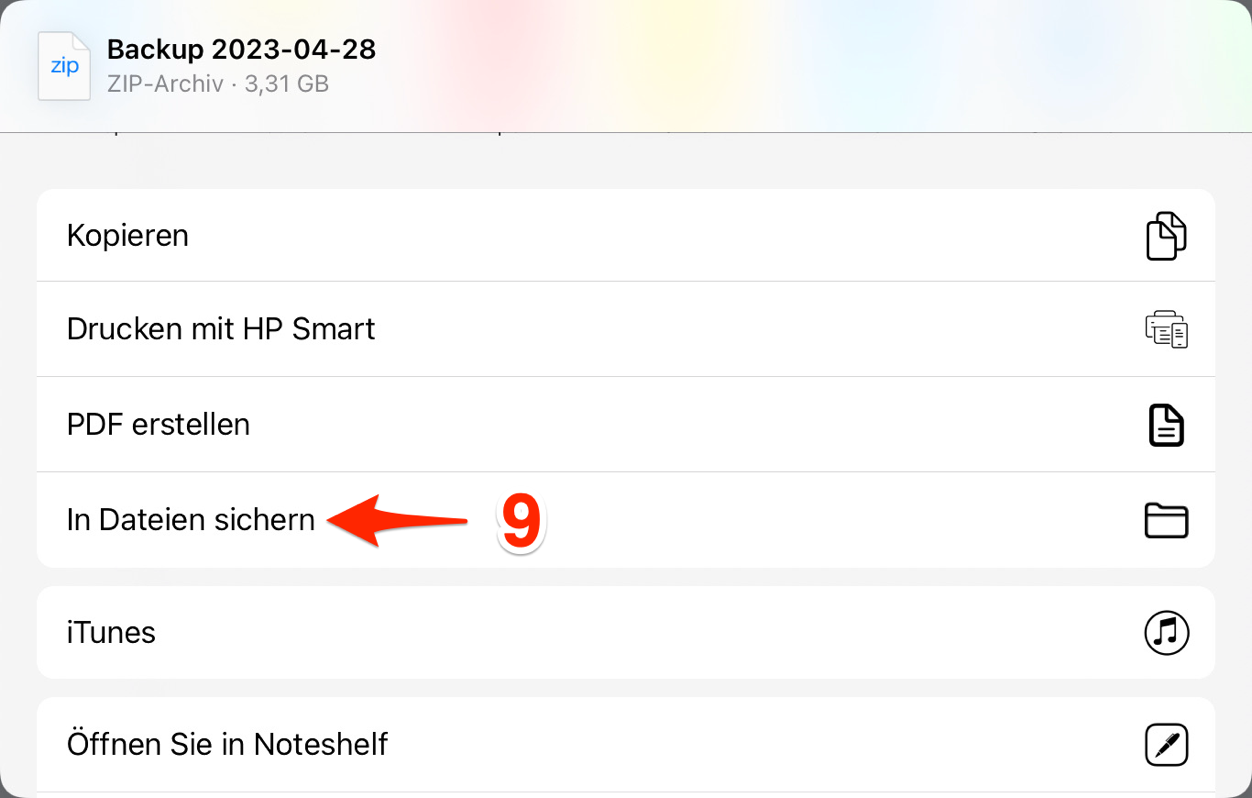 zip
Backup 2023-04-28
ZIP-Archiv · 3,31 GB
Kopieren
Drucken mit HP Smart
PDF erstellen
In Dateien sichern 9
iTunes
Öffnen Sie in Noteshelf